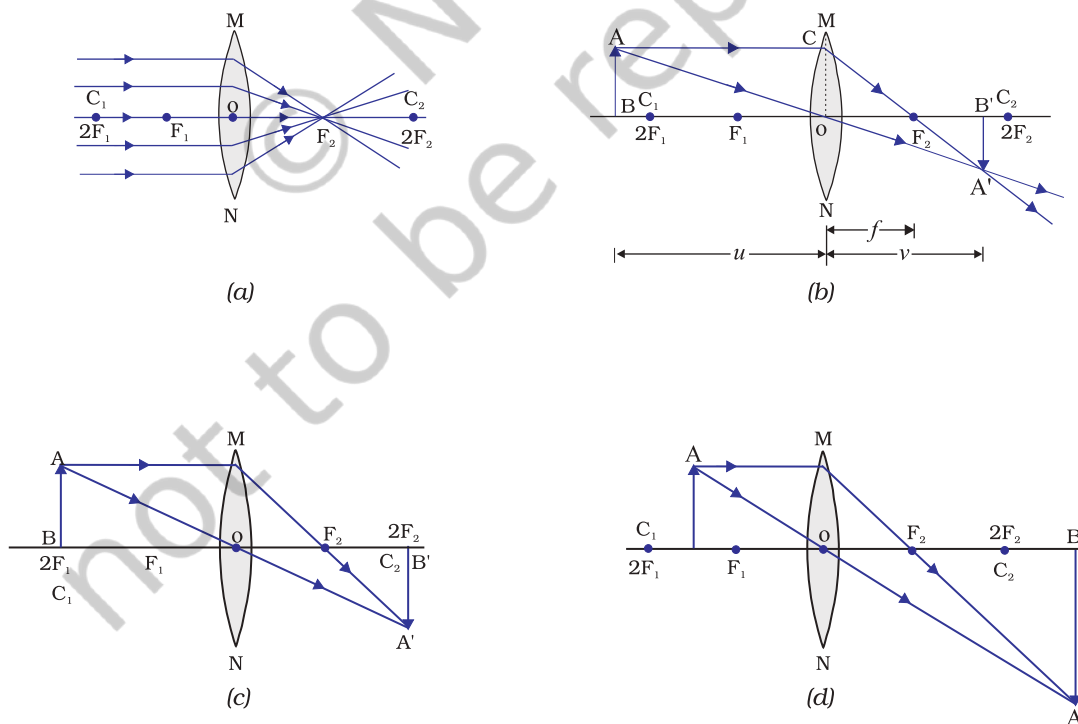 © not to be rep
M
C₁
O
C₂
2F₁
F₁
F₂
2F₂
N
(a)
M
A
C
B
C₁
B'
C₂
2F₁
F₁
O
F₂
2F₂
A'
N
f
u
v
(b)
M
A
B
O
F₂
2F₂
2F₁
F₁
C₂
B'
C₁
A'
N
(c)
M
A
C₁
O
F₂
2F₂
B
2F₁
F₁
C₂
N
A
(d)